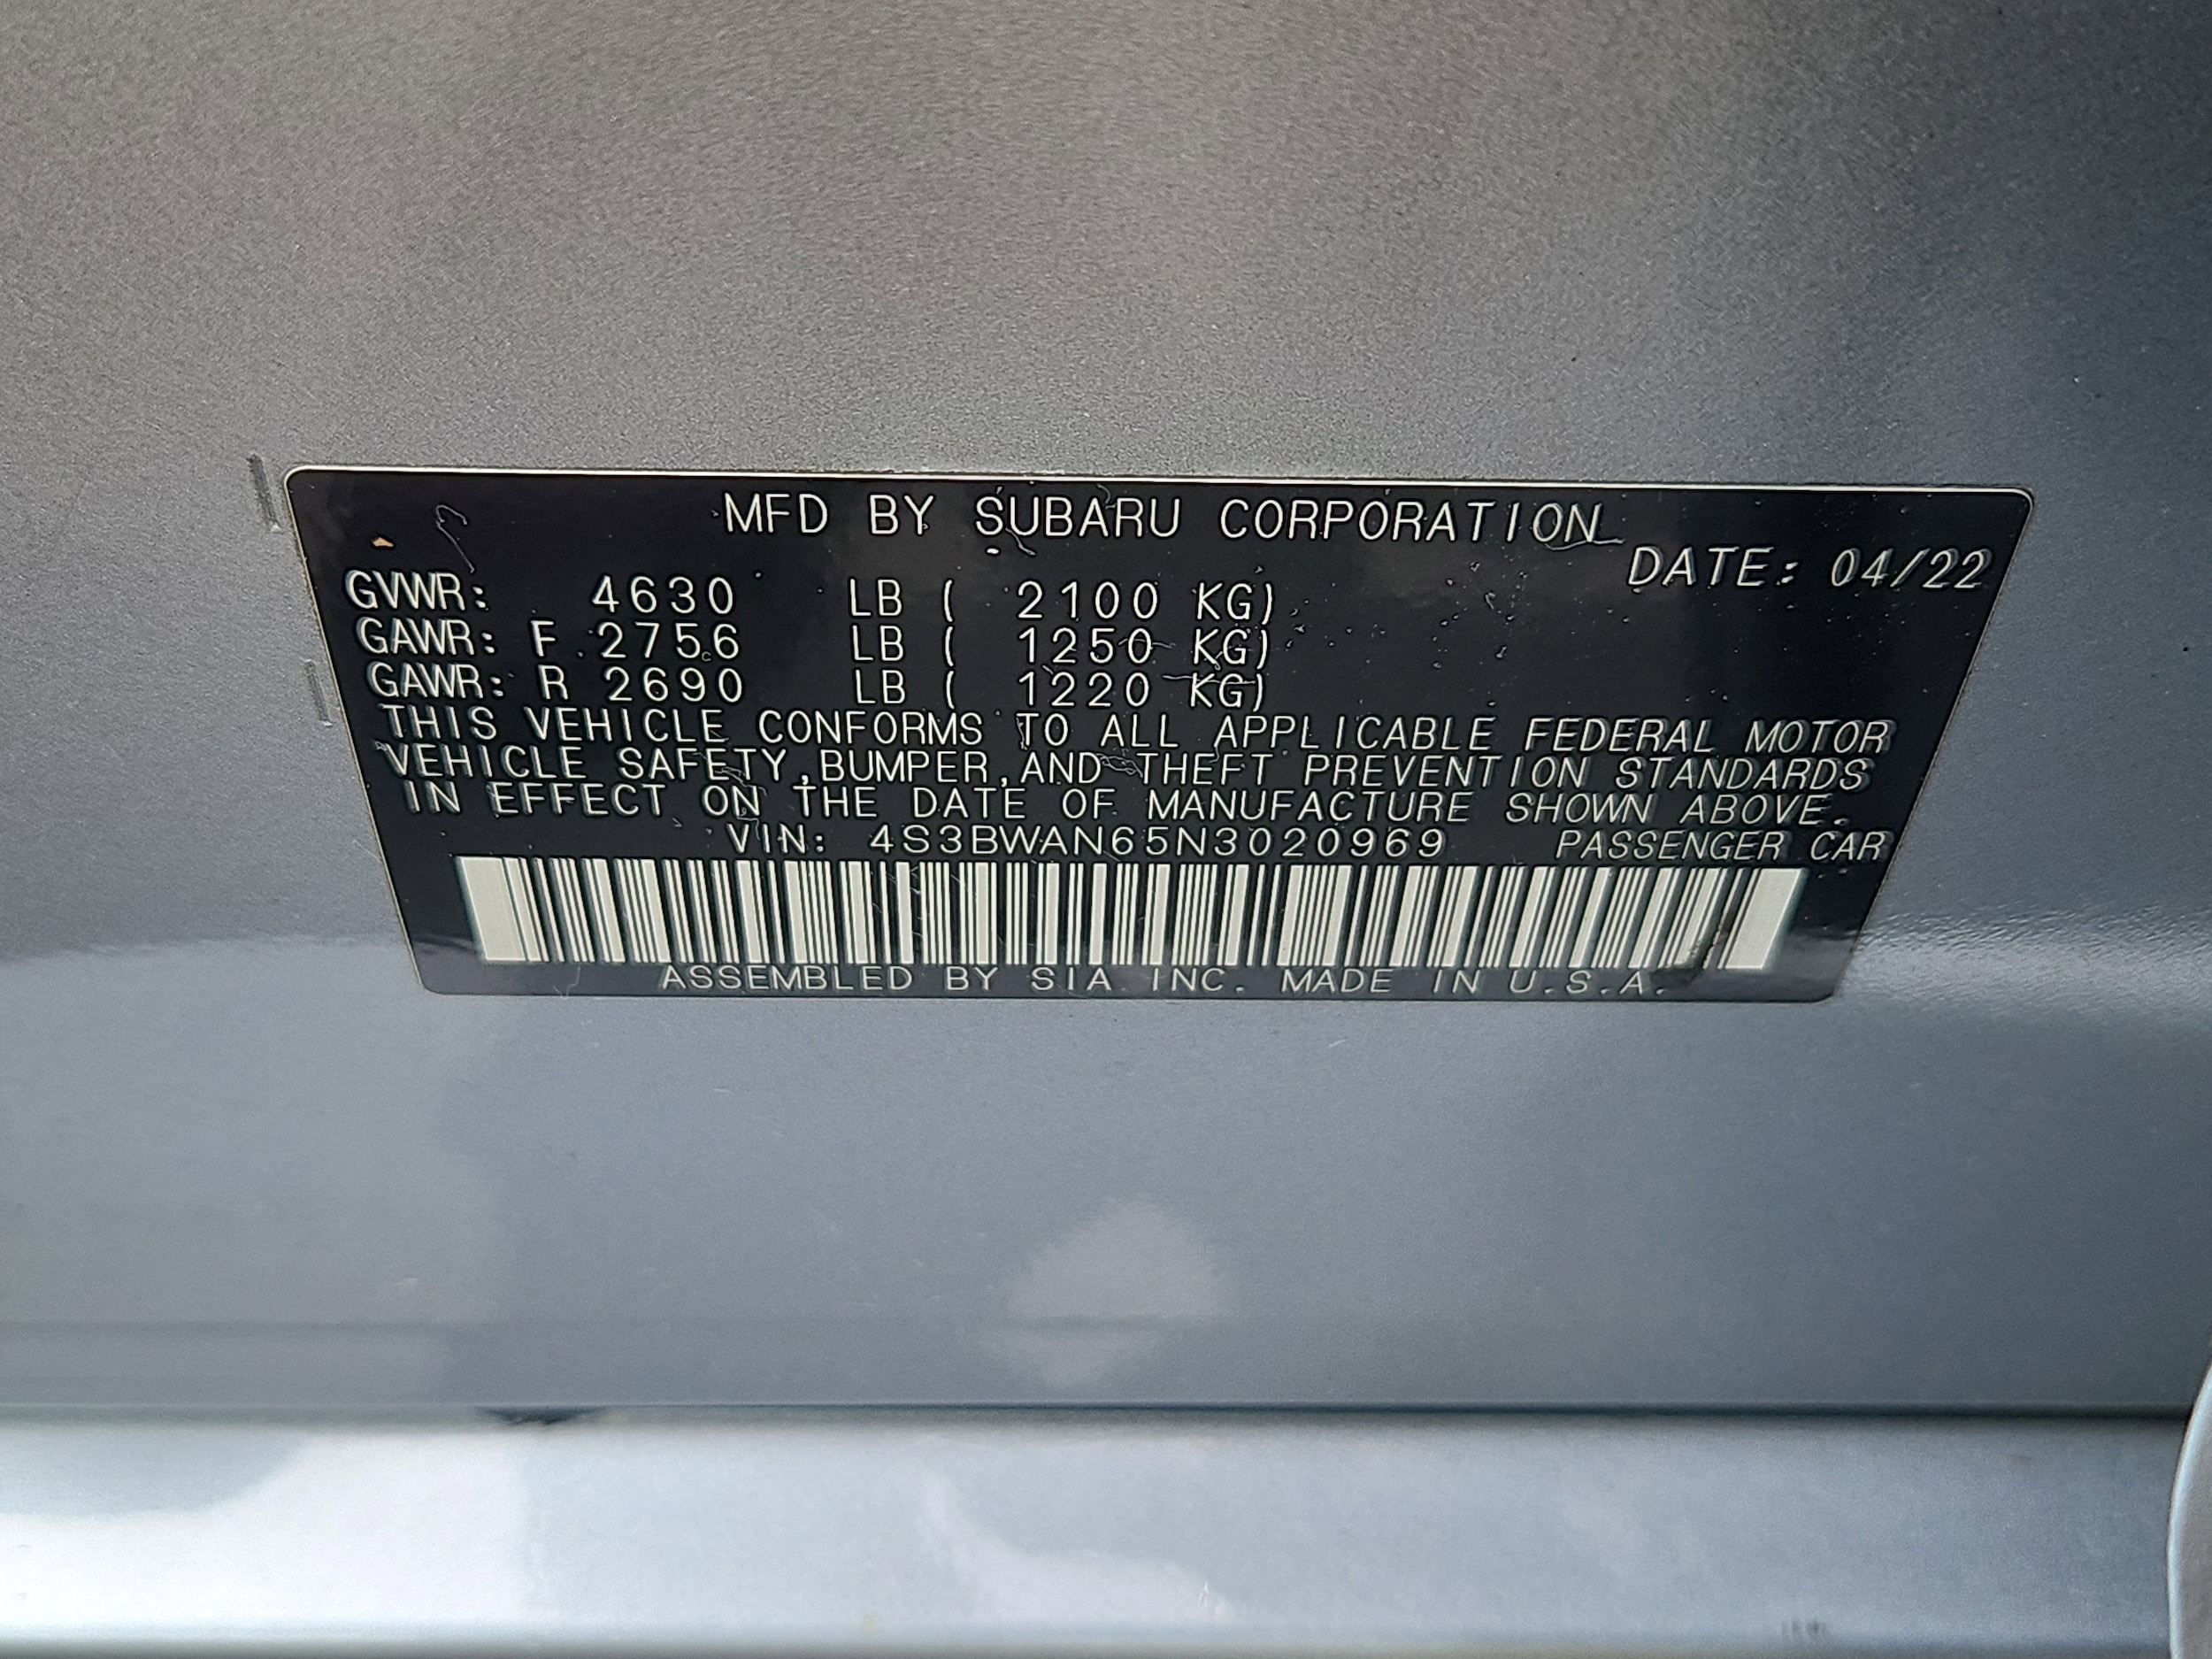 MFD BY SUBARU CORPORATION
DATE: 04/22
GVWR: 4630 LB ( 2100 KG)
GAWR: F 2756 LB ( 1250 KG)
GAWR: R 2690 LB ( 1220 KG)
THIS VEHICLE CONFORMS TO ALL APPLICABLE FEDERAL MOTOR
VEHICLE SAFETY,BUMPER,AND THEFT PREVENTION STANDARDS
IN EFFECT ON THE DATE OF MANUFACTURE SHOWN ABOVE.
VIN: 4S3BWAN65N3020969 PASSENGER CAR
ASSEMBLED BY SIA INC. MADE IN U.S.A.